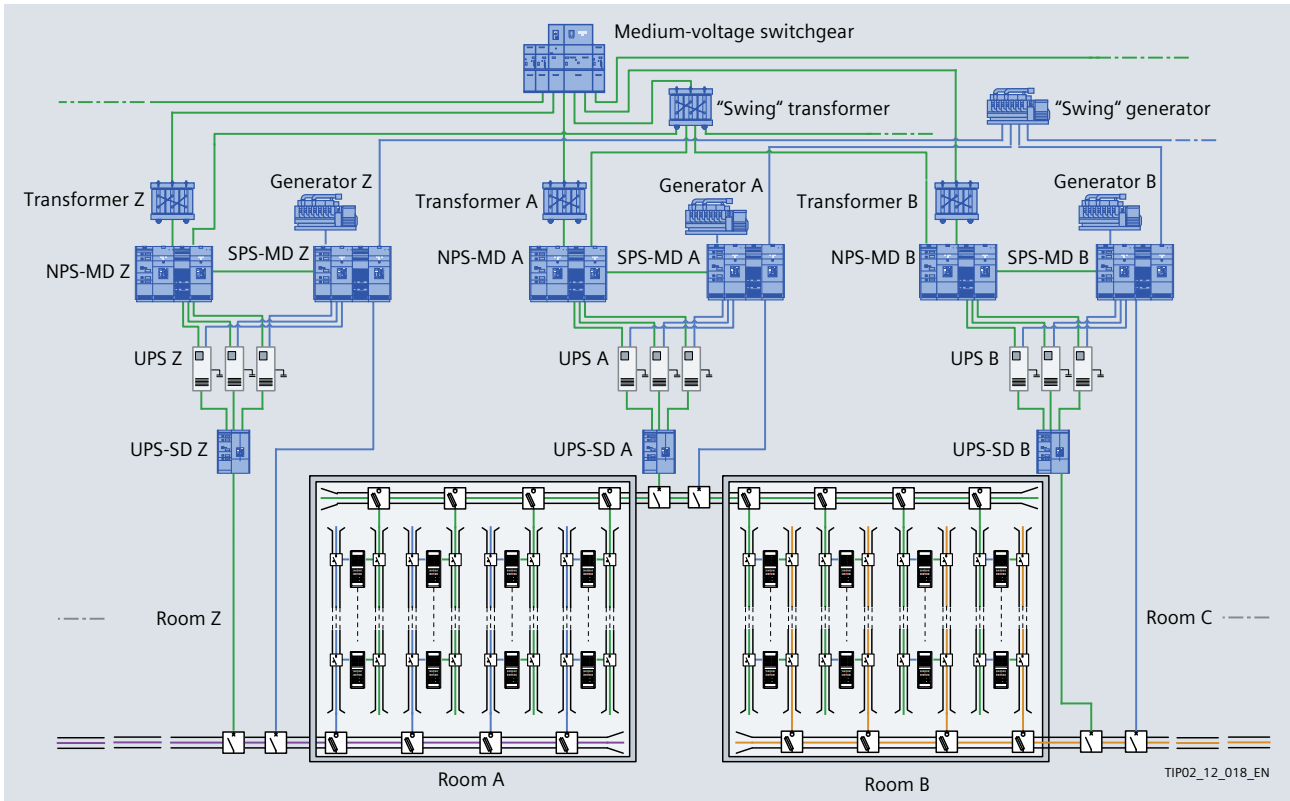 Medium-voltage switchgear
“Swing“ transformer
“Swing“ generator
Transformer Z
Generator Z
Transformer A
Generator A
Transformer B
Generator B
NPS-MD Z
SPS-MD Z
NPS-MD A
SPS-MD A
NPS-MD B
SPS-MD B
UPS Z
UPS A
UPS B
UPS-SD Z
UPS-SD A
UPS-SD B
Room Z
Room C
Room A
Room B
TIP02_12_018_EN